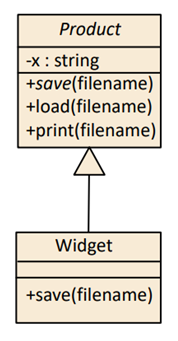 Product
-x : string
+save(filename)
+load(filename)
+print(filename)
Widget
+save(filename)